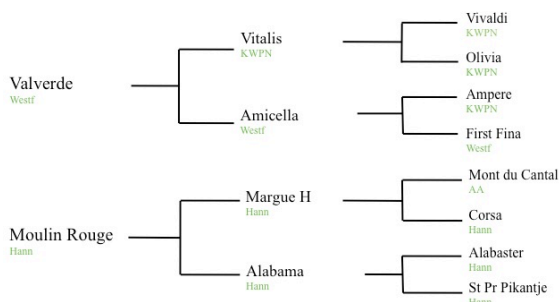 Valverde
Westf
Vitalis
KWPN
Vivaldi
KWPN
Olivia
KWPN
Amicella
Westf
Ampere
KWPN
First Fina
Westf
Moulin Rouge
Hann
Margue H
Hann
Mont du Cantal
AA
Corsa
Hann
Alabama
Hann
Alabaster
Hann
St Pr Pikantje
Hann